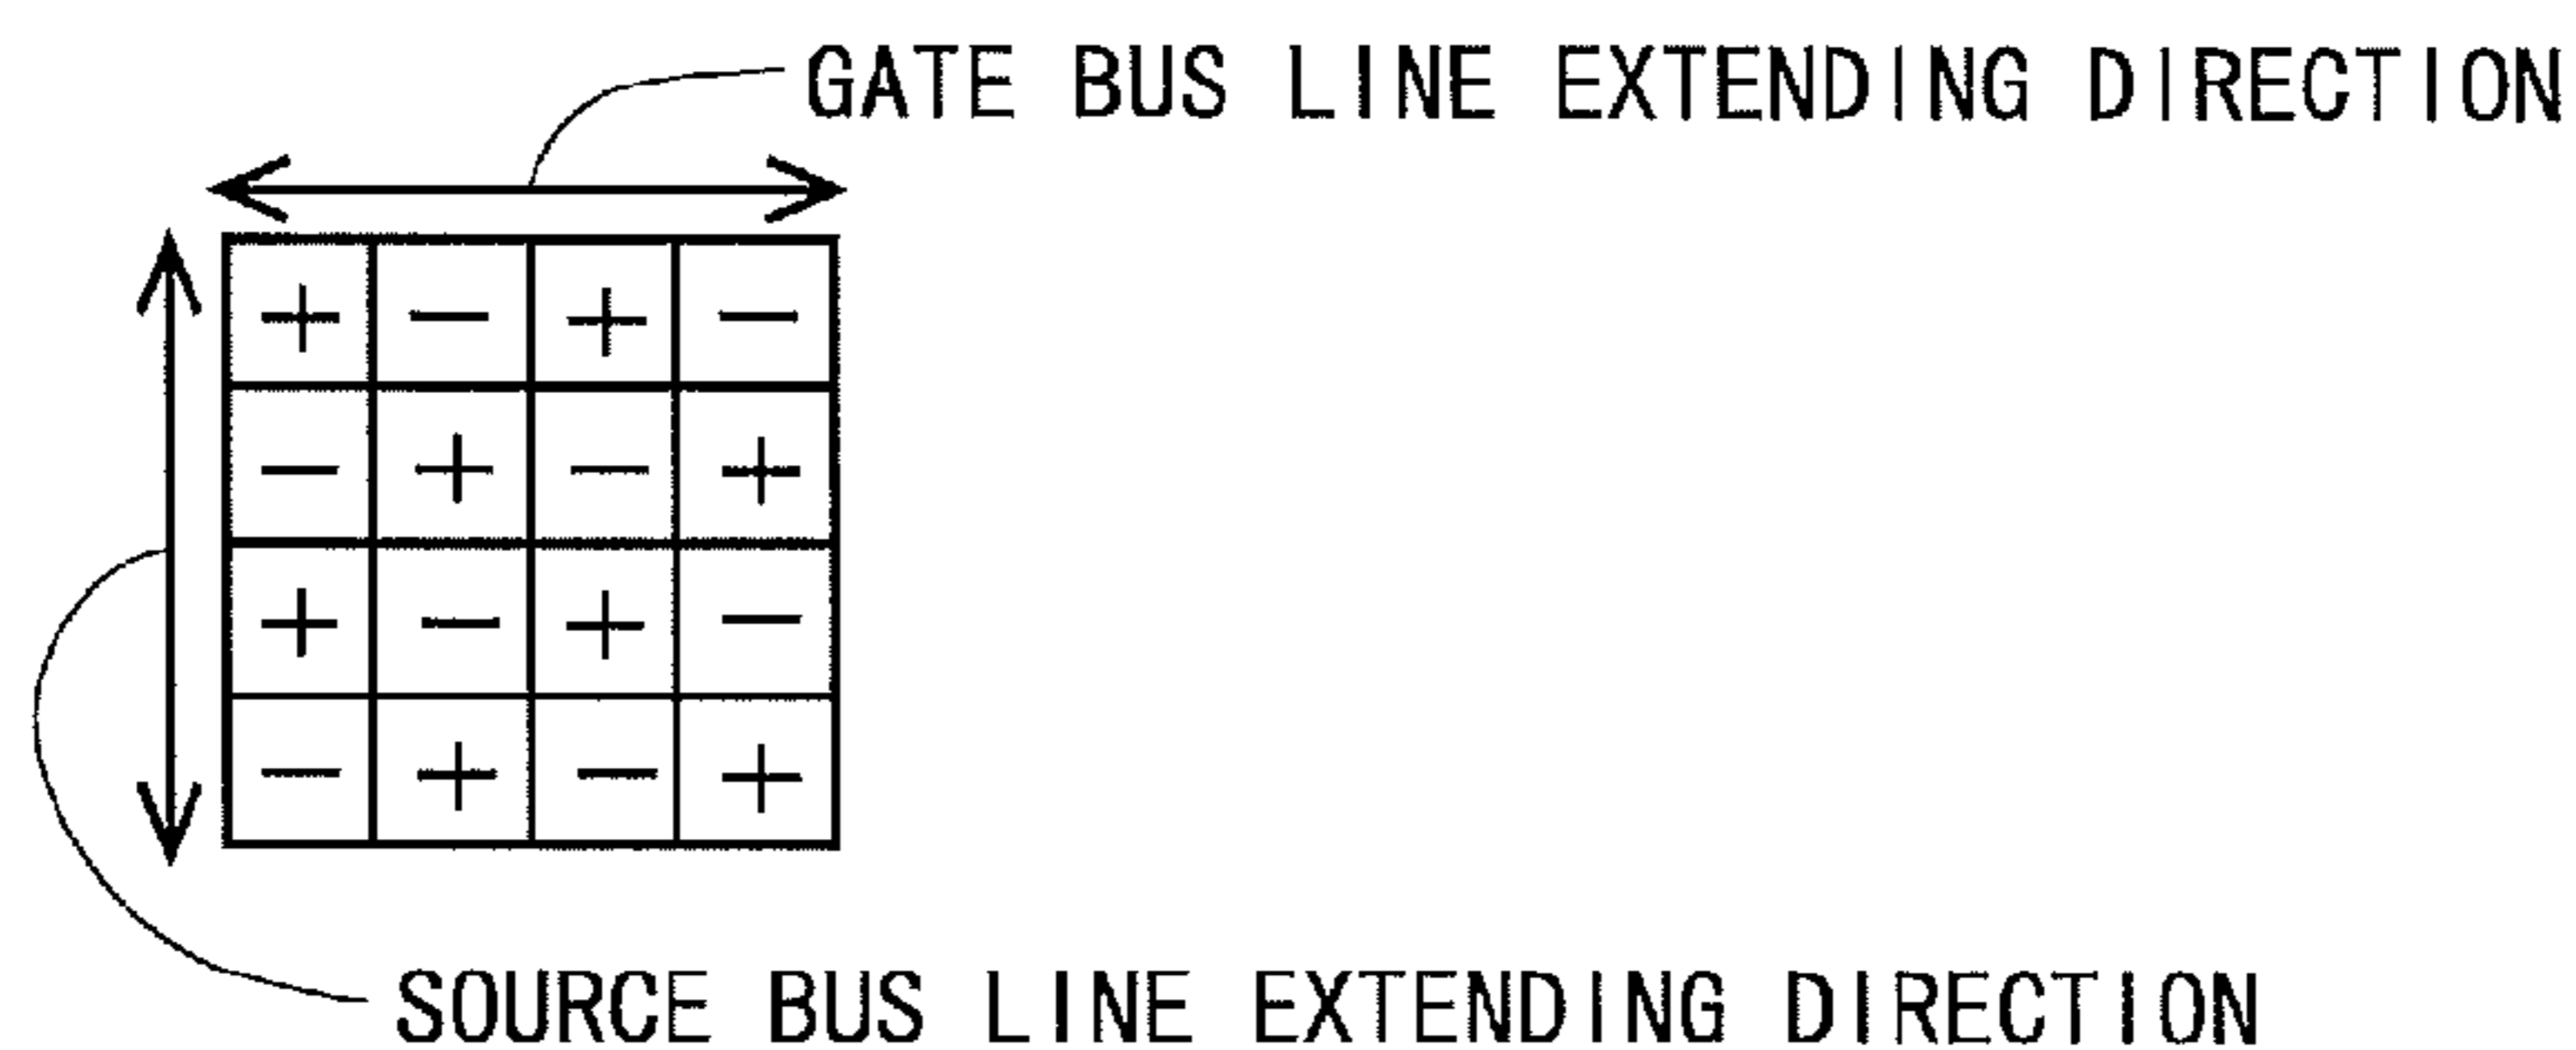 GATE BUS LINE EXTENDING DIRECTION
+ − + −
− + − +
+ − + −
− + − +
SOURCE BUS LINE EXTENDING DIRECTION